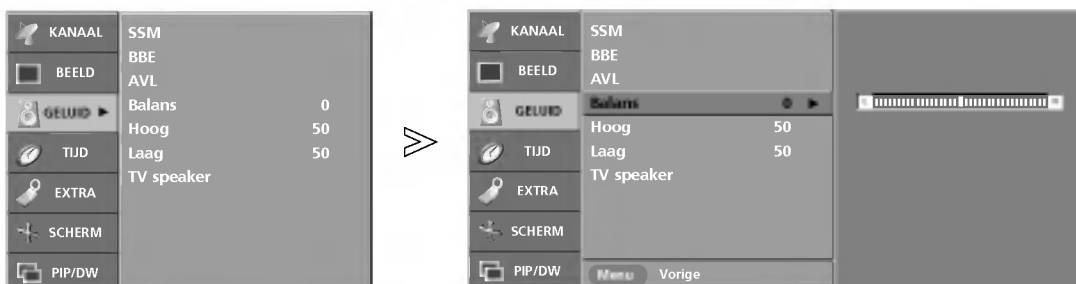 KANAAL
BEELD
GELUID ►
TIJD
EXTRA
SCHERM
PIP/DW
SSM
BBE
AVL
Balans 0
Hoog 50
Laag 50
TV speaker
KANAAL
BEELD
GELUID
TIJD
EXTRA
SCHERM
PIP/DW
SSM
BBE
AVL
Balans 0 ►
Hoog 50
Laag 50
TV speaker
Menu Vorige